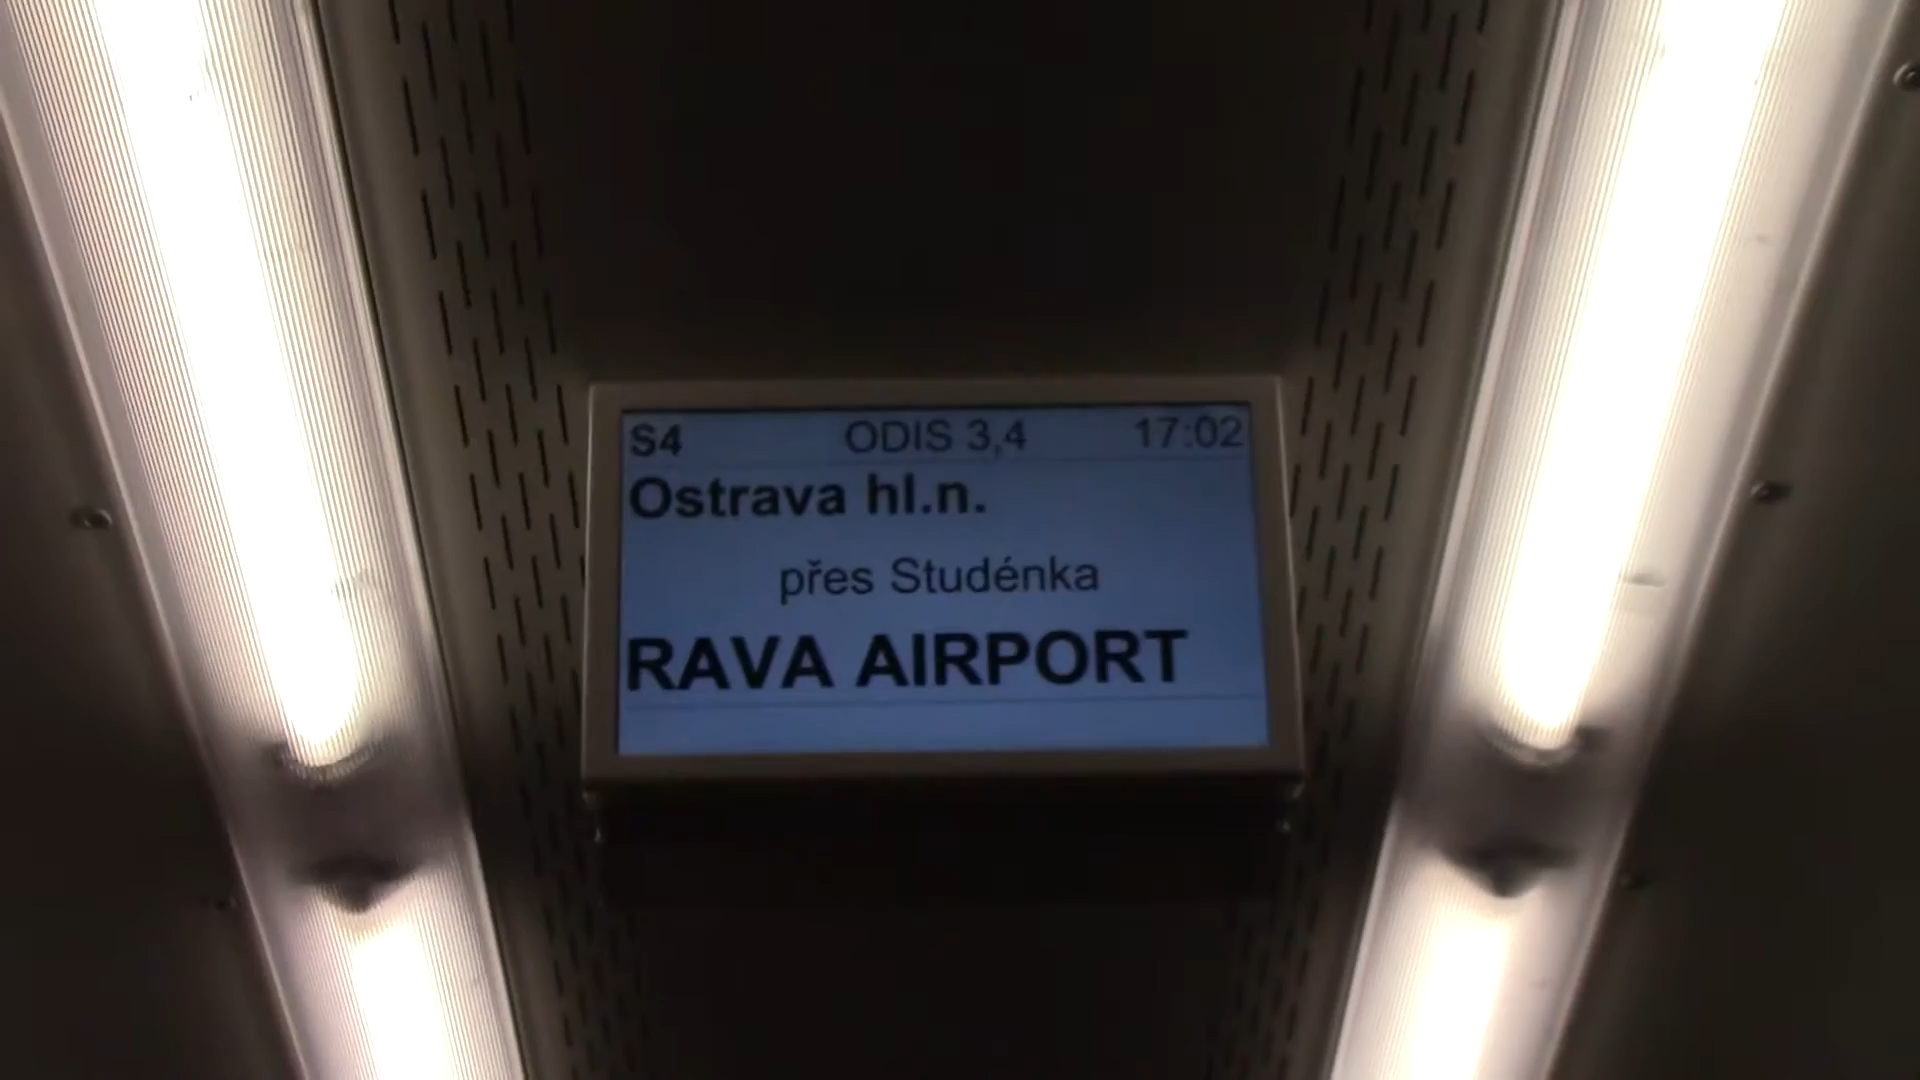 S4 ODIS 3,4 17:02
Ostrava hl.n.
přes Studénka
RAVA AIRPORT